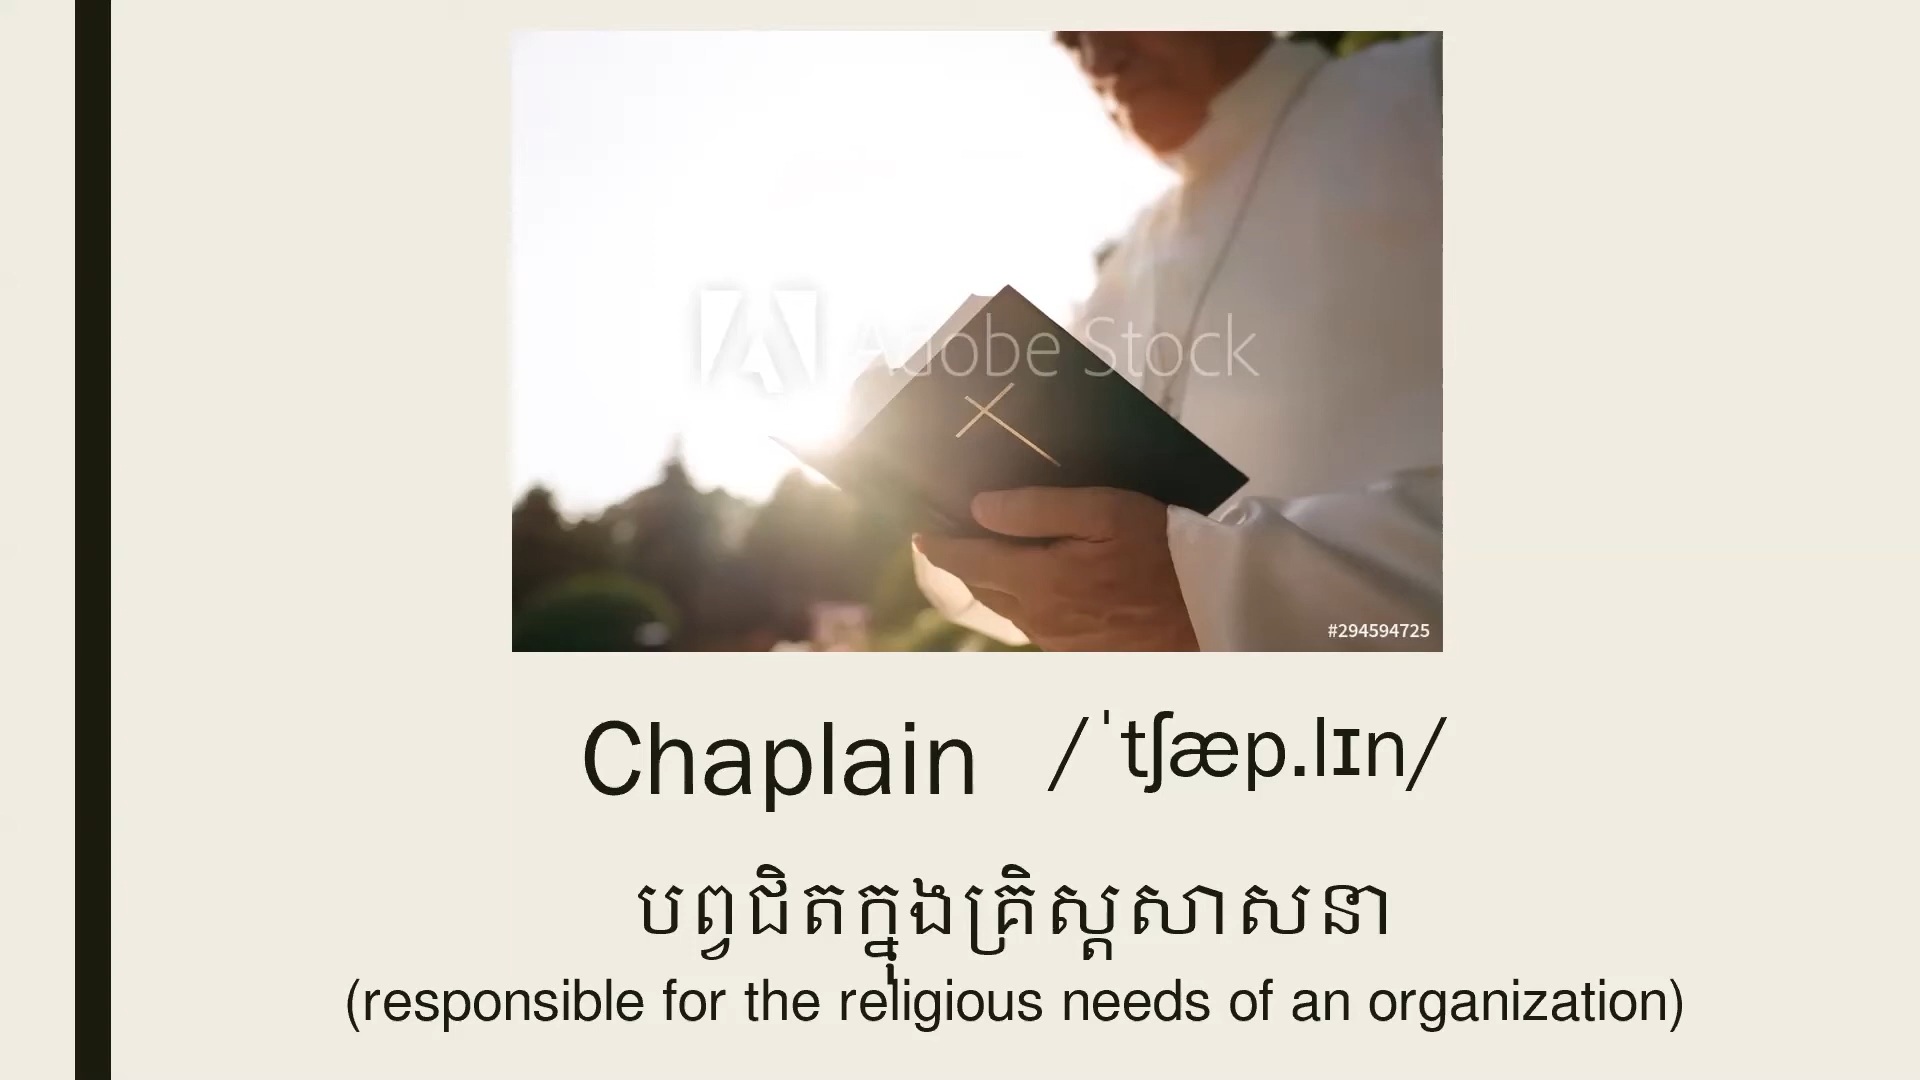 Adobe Stock
#294594725
Chaplain /ˈtʃæp.lɪn/
បព្វជិតក្នុងគ្រិស្តសាសនា
(responsible for the religious needs of an organization)